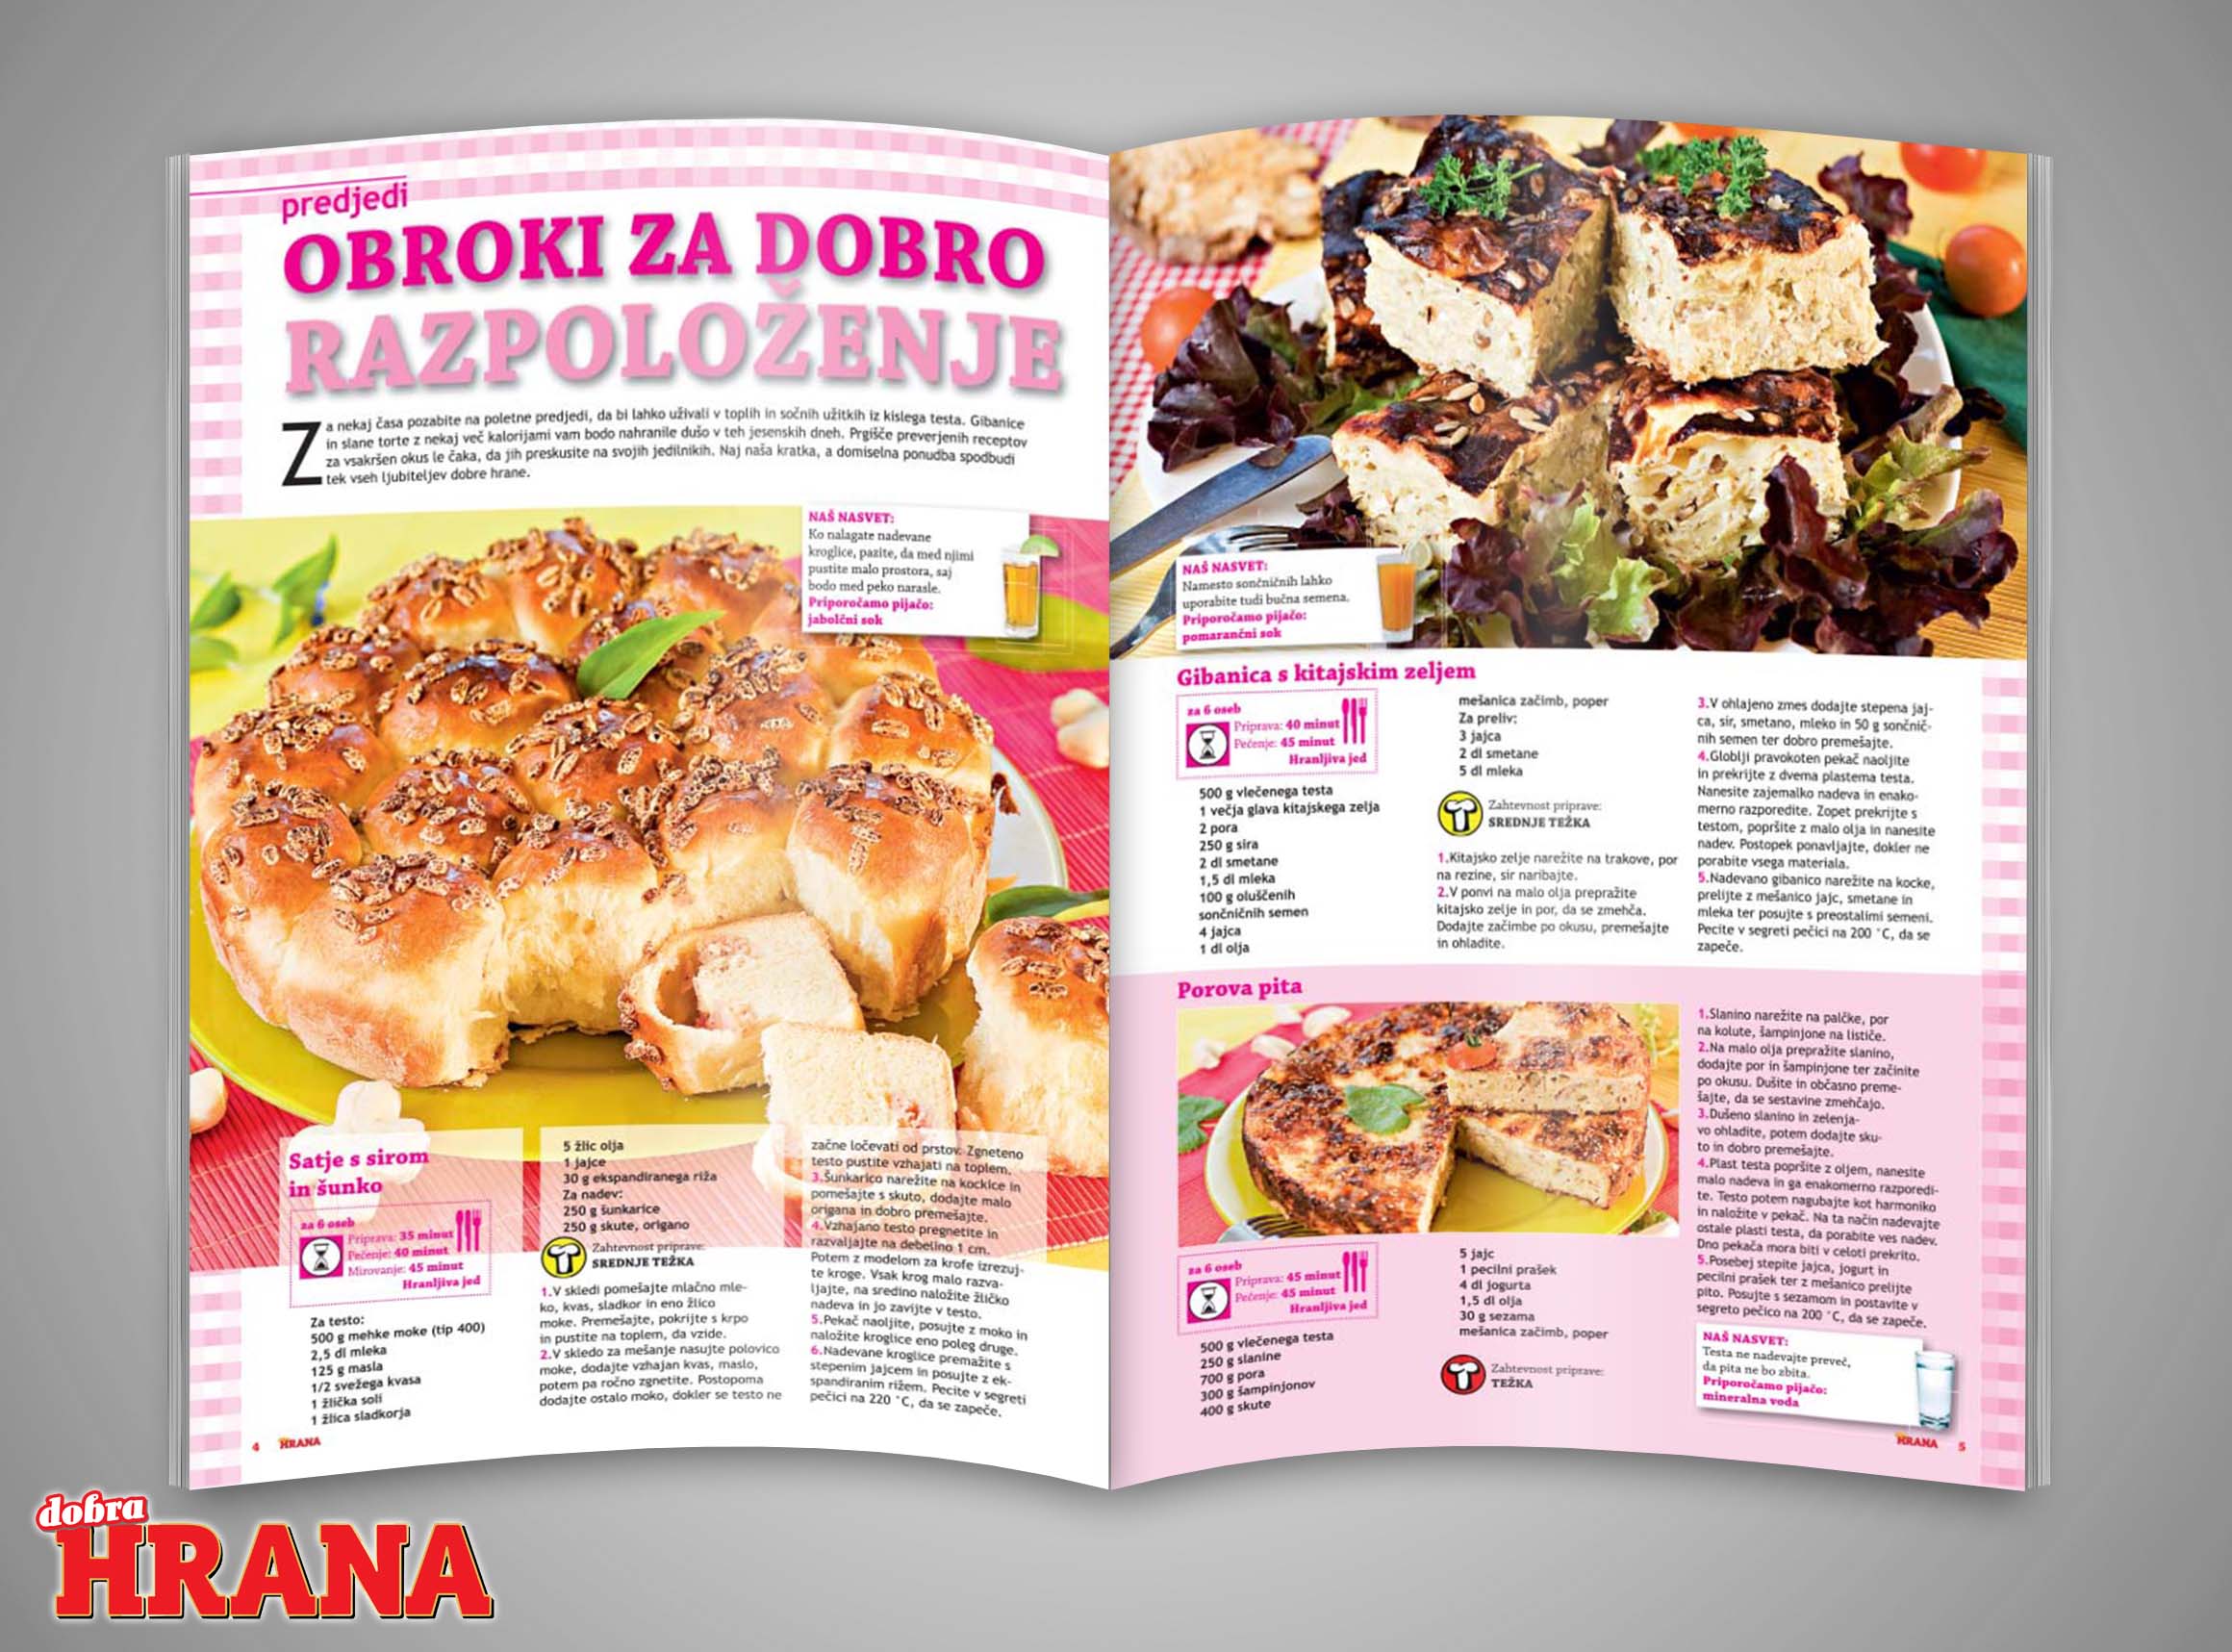 predjedi
OBROKI ZA DOBRO
RAZPOLOŽENJE
Za nekaj časa pozabite na poletne predjedi, da bi lahko uživali v toplih in sočnih užitkih iz kislega testa. Gibanice
in slane torte z nekaj več kalorijami vam bodo nahranile dušo v teh jesenskih dneh. Prgišče preverjenih receptov
za vsakršen okus le čaka, da jih preskusite na svojih jedilnikih. Naj naša kratka, a domiselna ponudba spodbudi
tek vseh ljubiteljev dobre hrane.
NAŠ NASVET:
Ko nalagate nadevane
kroglice, pazite, da med njimi
pustite malo prostora, saj
bodo med peko narasle.
Priporočamo pijačo:
jabolčni sok
Satje s sirom
in šunko
za 6 oseb
Priprava: 35 minut
Pečenje: 40 minut
Mirovanje: 45 minut
Hranljiva jed
Za testo:
500 g mehke moke (tip 400)
2,5 dl mleka
125 g masla
1/2 svežega kvasa
1 žlička soli
1 žlica sladkorja
5 žlic olja
1 jajce
30 g ekspandiranega riža
Za nadev:
250 g šunkarice
250 g skute, origano
Zahtevnost priprave:
SREDNJE TEŽKA
1.V skledi pomešajte mlačno mle-
ko, kvas, sladkor in eno žlico
moke. Premešajte, pokrijte s krpo
in pustite na toplem, da vzide.
2.V skledo za mešanje nasujte polovico
moke, dodajte vzhajan kvas, maslo,
potem pa ročno zgnetite. Postopoma
dodajte ostalo moko, dokler se testo ne
začne ločevati od prstov. Zgneteno
testo pustite vzhajati na toplem.
3.Šunkarico narežite na kockice in
pomešajte s skuto, dodajte malo
origana in dobro premešajte.
4.Vzhajano testo pregnetite in
razvaljajte na debelino 1 cm.
Potem z modelom za krofe izrezuj-
te kroge. Vsak krog malo razva-
ljajte, na sredino naložite žličko
nadeva in jo zavijte v testo.
5.Pekač naoljite, posujte z moko in
naložite kroglice eno poleg druge.
6.Nadevane kroglice premažite s
stepenim jajcem in posujte z ek-
spandiranim rižem. Pecite v segreti
pečici na 220 °C, da se zapeče.
4 HRANA
NAŠ NASVET:
Namesto sončničnih lahko
uporabite tudi bučna semena.
Priporočamo pijačo:
pomarančni sok
Gibanica s kitajskim zeljem
za 6 oseb
Priprava: 40 minut
Pečenje: 45 minut
Hranljiva jed
500 g vlečenega testa
1 večja glava kitajskega zelja
2 pora
250 g sira
2 dl smetane
1,5 dl mleka
100 g oluščenih
sončničnih semen
4 jajca
1 dl olja
mešanica začimb, poper
Za preliv:
3 jajca
2 dl smetane
5 dl mleka
Zahtevnost priprave:
SREDNJE TEŽKA
1.Kitajsko zelje narežite na trakove, por
na rezine, sir naribajte.
2.V ponvi na malo olja prepražite
kitajsko zelje in por, da se zmehča.
Dodajte začimbe po okusu, premešajte
in ohladite.
3.V ohlajeno zmes dodajte stepena jaj-
ca, sir, smetano, mleko in 50 g sončnič-
nih semen ter dobro premešajte.
4.Globlji pravokoten pekač naoljite
in prekrijte z dvema plastema testa.
Nanesite zajemalko nadeva in enako-
merno razporedite. Zopet prekrijte s
testom, popršite z malo olja in nanesite
nadev. Postopek ponavljajte, dokler ne
porabite vsega materiala.
5.Nadevano gibanico narežite na kocke,
prelijte z mešanico jajc, smetane in
mleka ter posujte s preostalimi semeni.
Pecite v segreti pečici na 200 °C, da se
zapeče.
Porova pita
za 6 oseb
Priprava: 45 minut
Pečenje: 45 minut
Hranljiva jed
500 g vlečenega testa
250 g slanine
700 g pora
300 g šampinjonov
400 g skute
5 jajc
1 pecilni prašek
4 dl jogurta
1,5 dl olja
30 g sezama
mešanica začimb, poper
Zahtevnost priprave:
TEŽKA
1.Slanino narežite na palčke, por
na kolute, šampinjone na lističe.
2.Na malo olja prepražite slanino,
dodajte por in šampinjone ter začinite
po okusu. Dušite in občasno preme-
šajte, da se sestavine zmehčajo.
3.Dušeno slanino in zelenja-
vo ohladite, potem dodajte sku-
to in dobro premešajte.
4.Plast testa popršite z oljem, nanesite
malo nadeva in ga enakomerno razporedi-
te. Testo potem nagubajte kot harmoniko
in naložite v pekač. Na ta način nadevajte
ostale plasti testa, da porabite ves nadev.
Dno pekača mora biti v celoti prekrito.
5.Posebej stepite jajca, jogurt in
pecilni prašek ter z mešanico prelijte
pito. Posujte s sezamom in postavite v
segreto pečico na 200 °C, da se zapeče.
NAŠ NASVET:
Testa ne nadevajte preveč,
da pita ne bo zbita.
Priporočamo pijačo:
mineralna voda
HRANA 5
dobra
HRANA